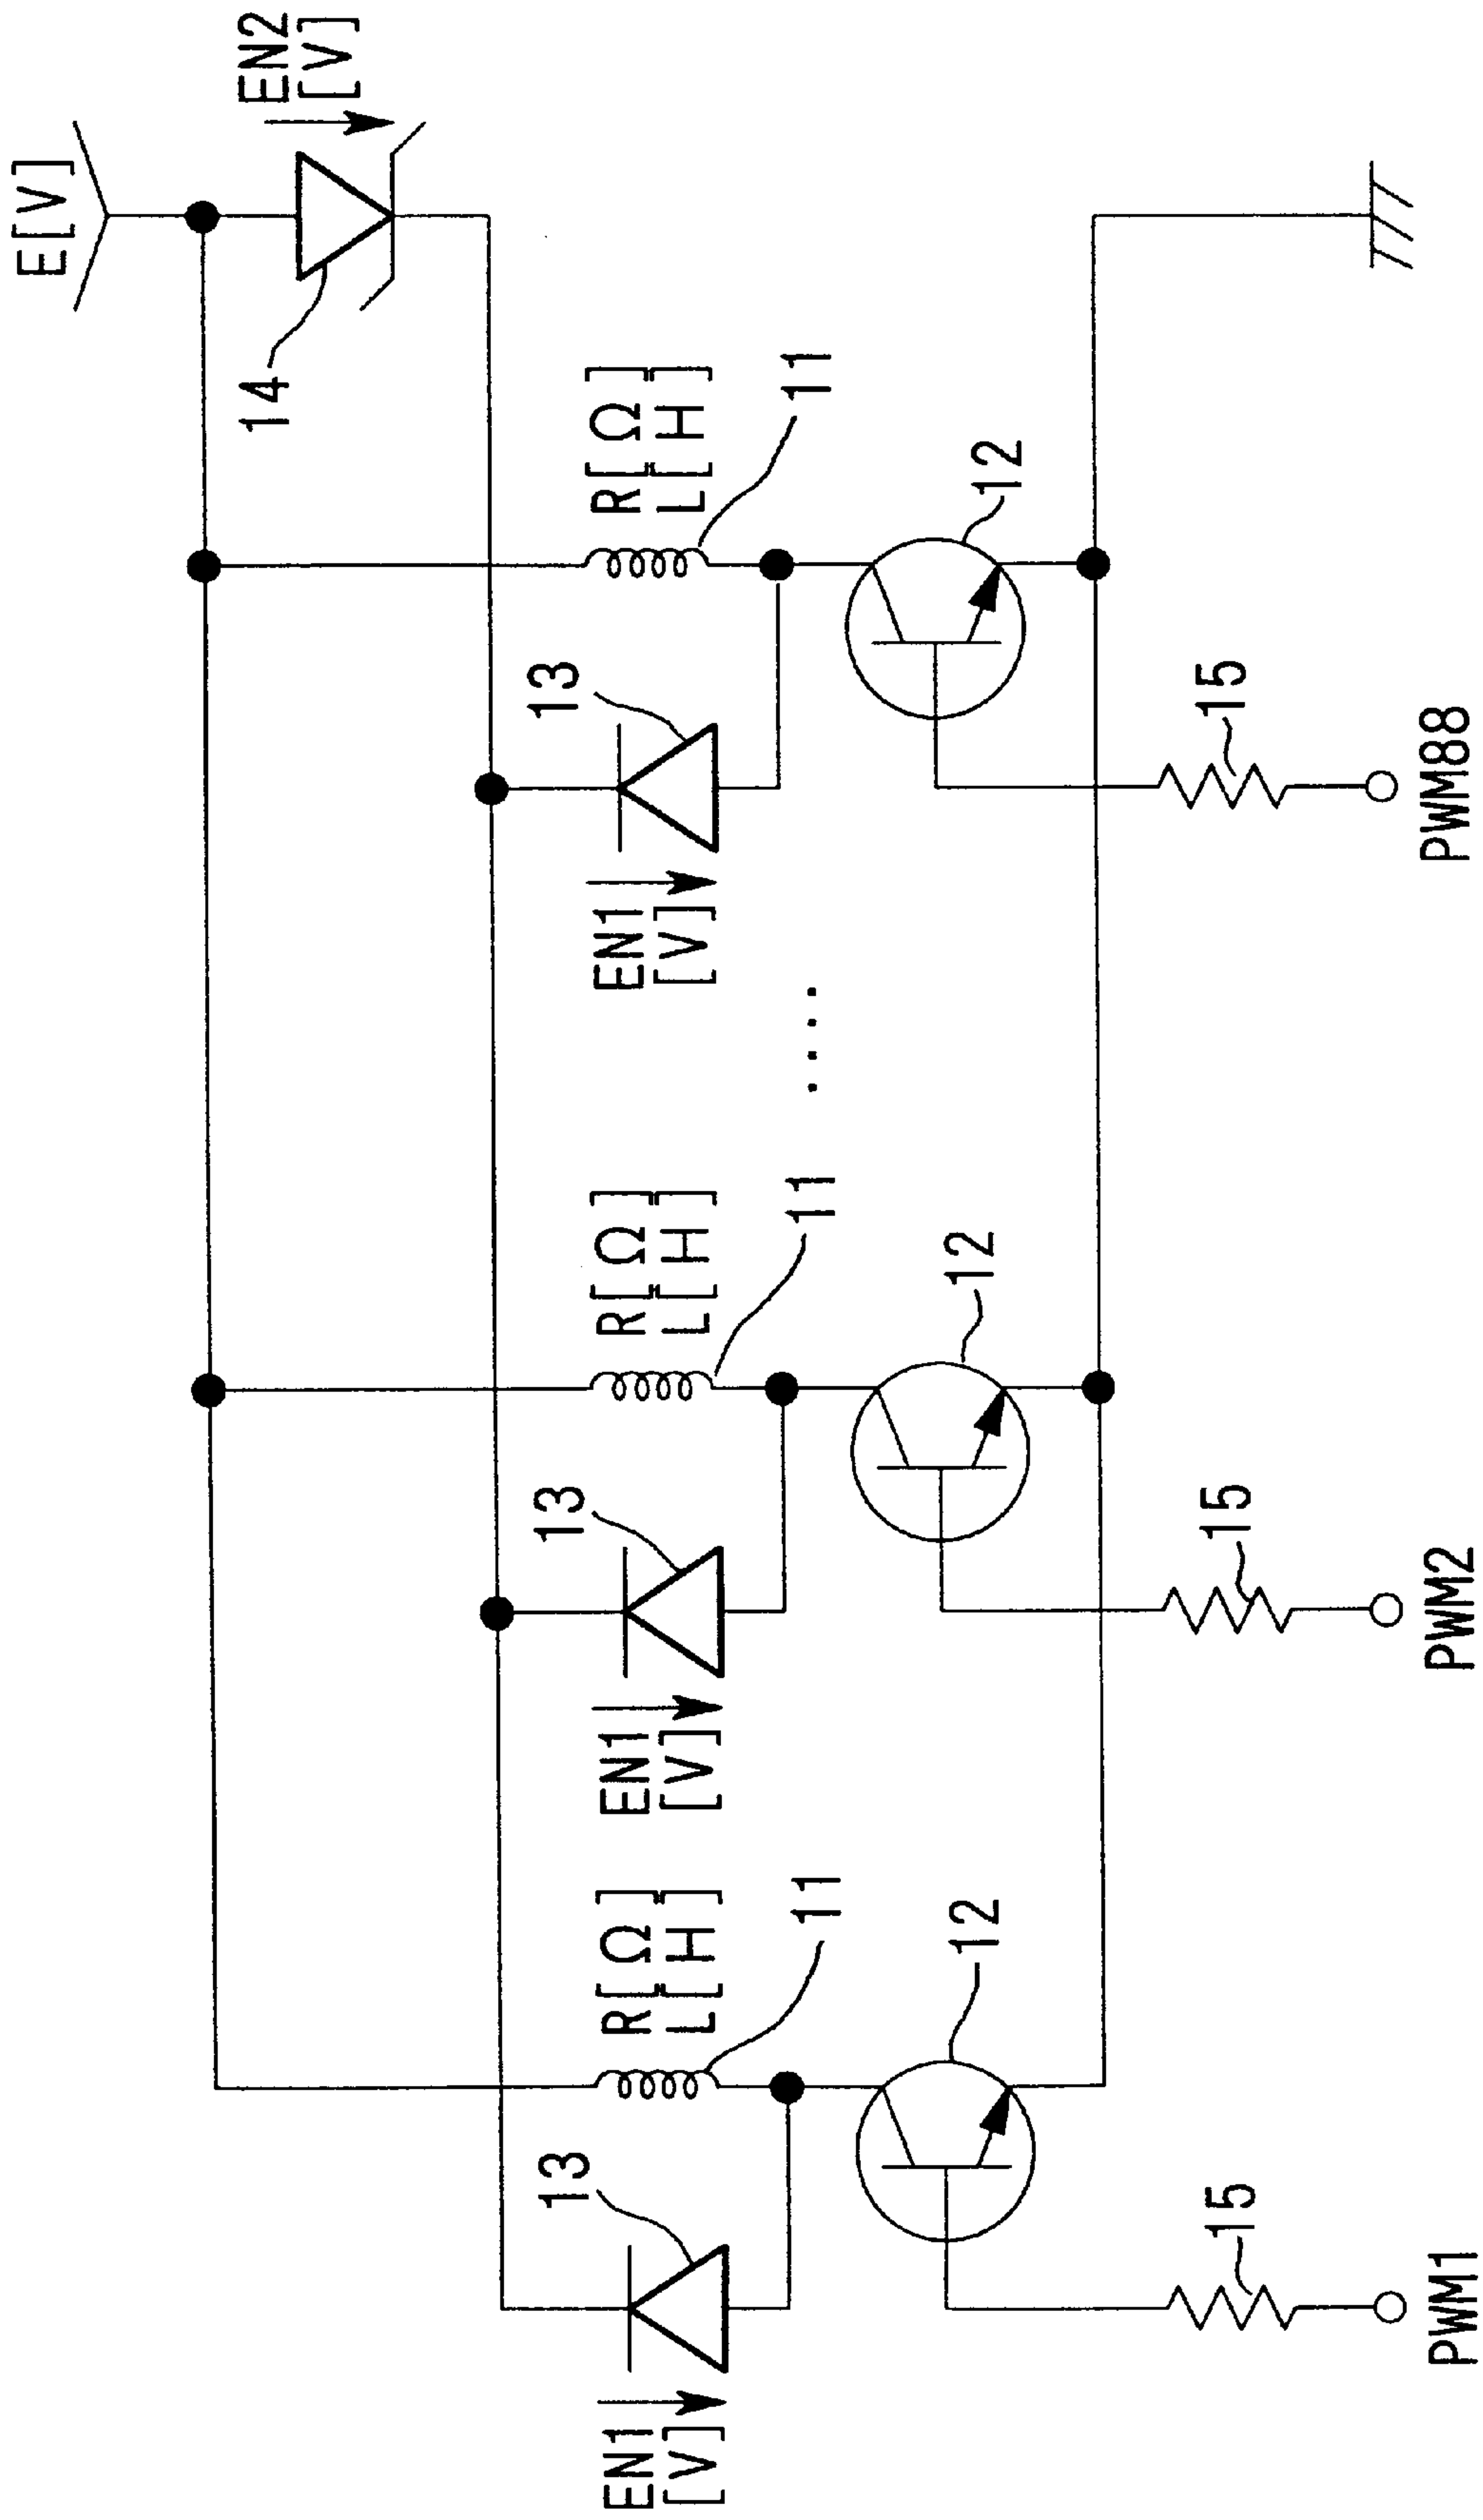 E[V]
EN2
[V]
14
R[Ω]
L[H]
11
12
13
EN1
[V]
15
PWM88
....
R[Ω]
L[H]
11
12
13
EN1
[V]
15
PWM2
R[Ω]
L[H]
11
12
13
EN1
[V]
15
PWM1